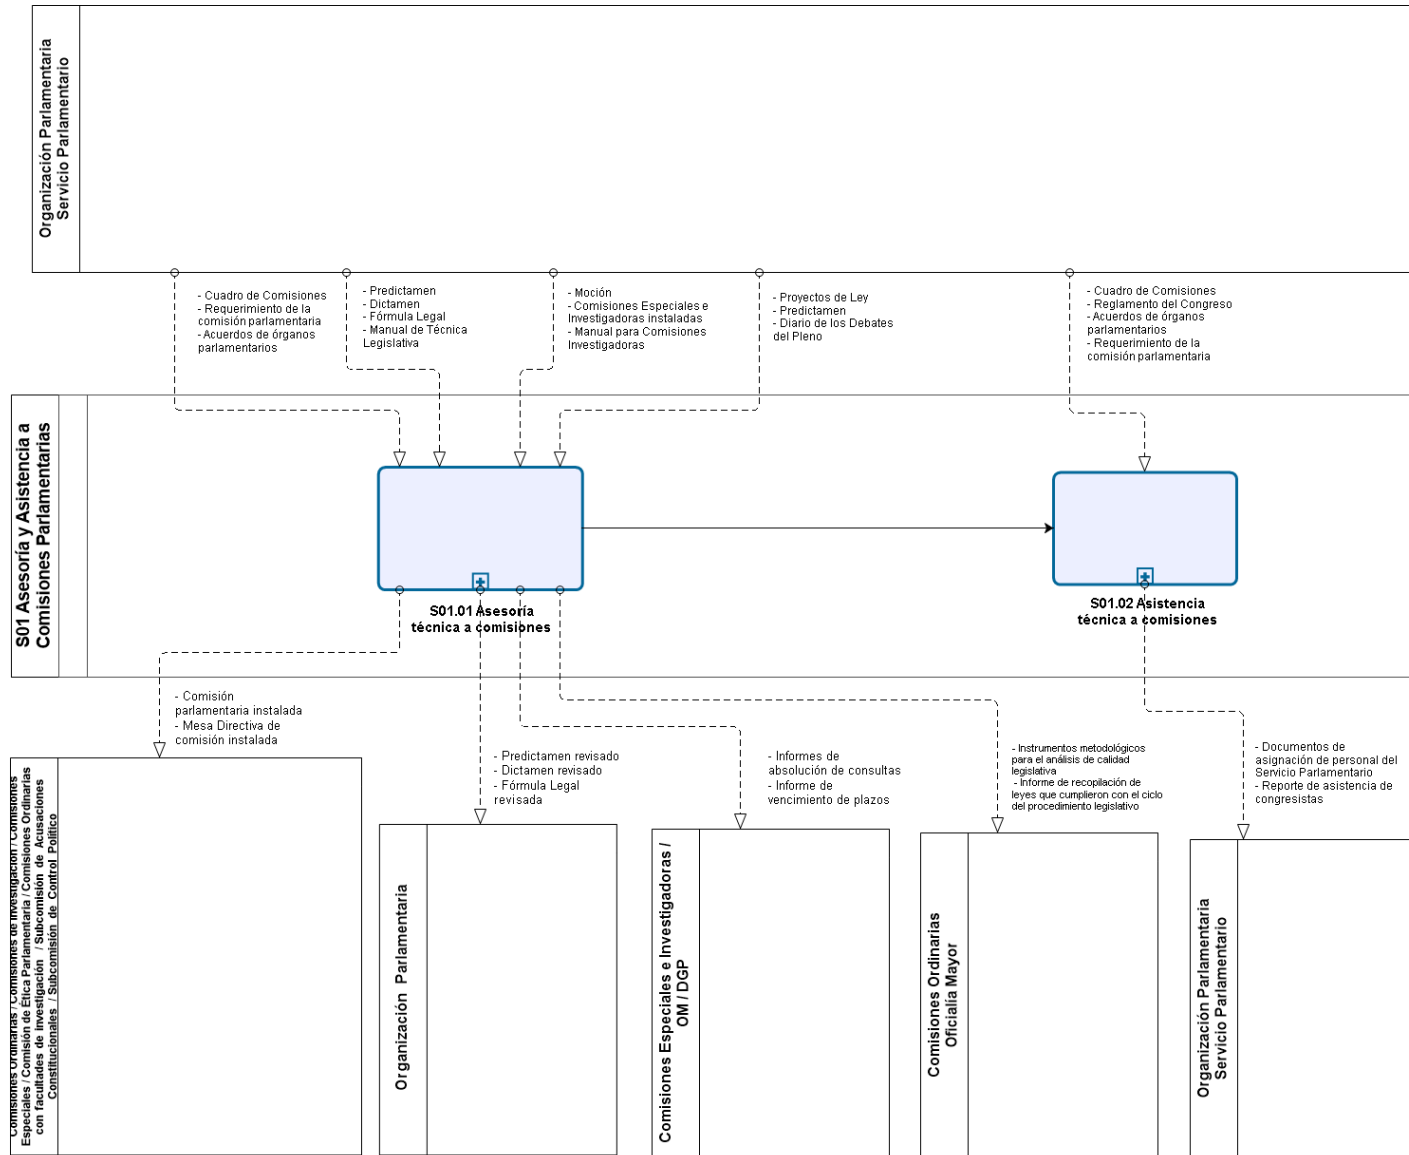 Organización Parlamentaria
Servicio Parlamentario
- Cuadro de Comisiones
- Requerimiento de la
comisión parlamentaria
- Acuerdos de órganos
parlamentarios
- Predictamen
- Dictamen
- Fórmula Legal
- Manual de Técnica
Legislativa
- Moción
- Comisiones Especiales e
Investigadoras instaladas
- Manual para Comisiones
Investigadoras
- Proyectos de Ley
- Predictamen
- Diario de los Debates
del Pleno
- Cuadro de Comisiones
- Reglamento del Congreso
- Acuerdos de órganos
parlamentarios
- Requerimiento de la
comisión parlamentaria
S01 Asesoría y Asistencia a
Comisiones Parlamentarias
S01.01 Asesoría
técnica a comisiones
S01.02 Asistencia
técnica a comisiones
- Comisión
parlamentaria instalada
- Mesa Directiva de
comisión instalada
- Predictamen revisado
- Dictamen revisado
- Fórmula Legal
revisada
- Informes de
absolución de consultas
- Informe de
vencimiento de plazos
- Instrumentos metodológicos
para el análisis de calidad
legislativa
- Informe de recopilación de
leyes que cumplieron con el ciclo
del procedimiento legislativo
- Documentos de
asignación de personal del
Servicio Parlamentario
- Reporte de asistencia de
congresistas
Comisiones Ordinarias / Comisiones de Investigación / Comisiones
Especiales / Comisión de Ética Parlamentaria / Comisiones Ordinarias
con facultades de investigación / Subcomisión de Acusaciones
Constitucionales / Subcomisión de Control Político
Organización Parlamentaria
Comisiones Especiales e Investigadoras /
OM / DGP
Comisiones Ordinarias
Oficialía Mayor
Organización Parlamentaria
Servicio Parlamentario